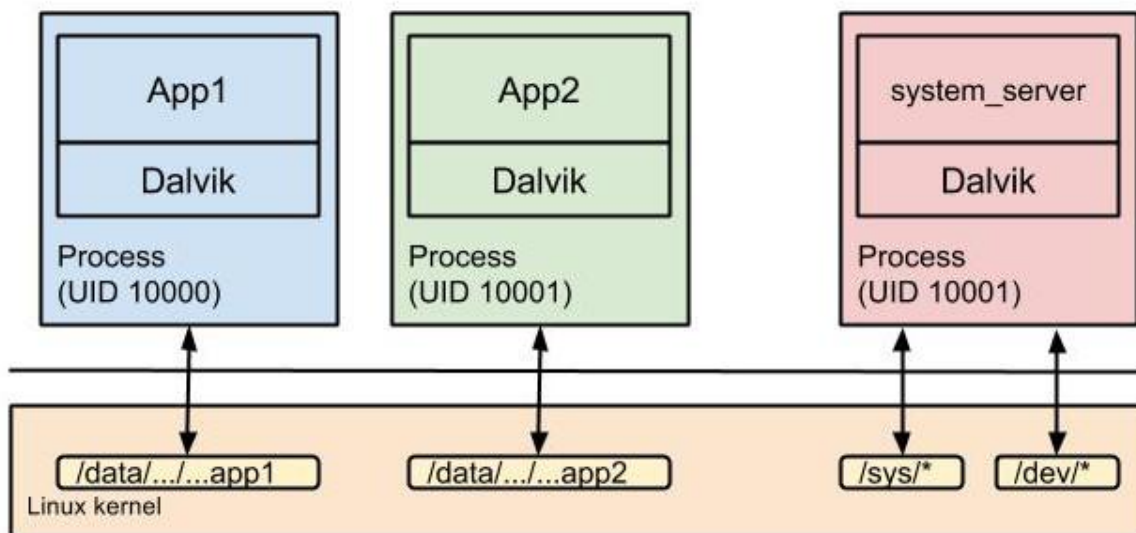 App1
Dalvik
Process
(UID 10000)
App2
Dalvik
Process
(UID 10001)
system_server
Dalvik
Process
(UID 10001)
/data/.../...app1
/data/.../...app2
/sys/*
/dev/*
Linux kernel